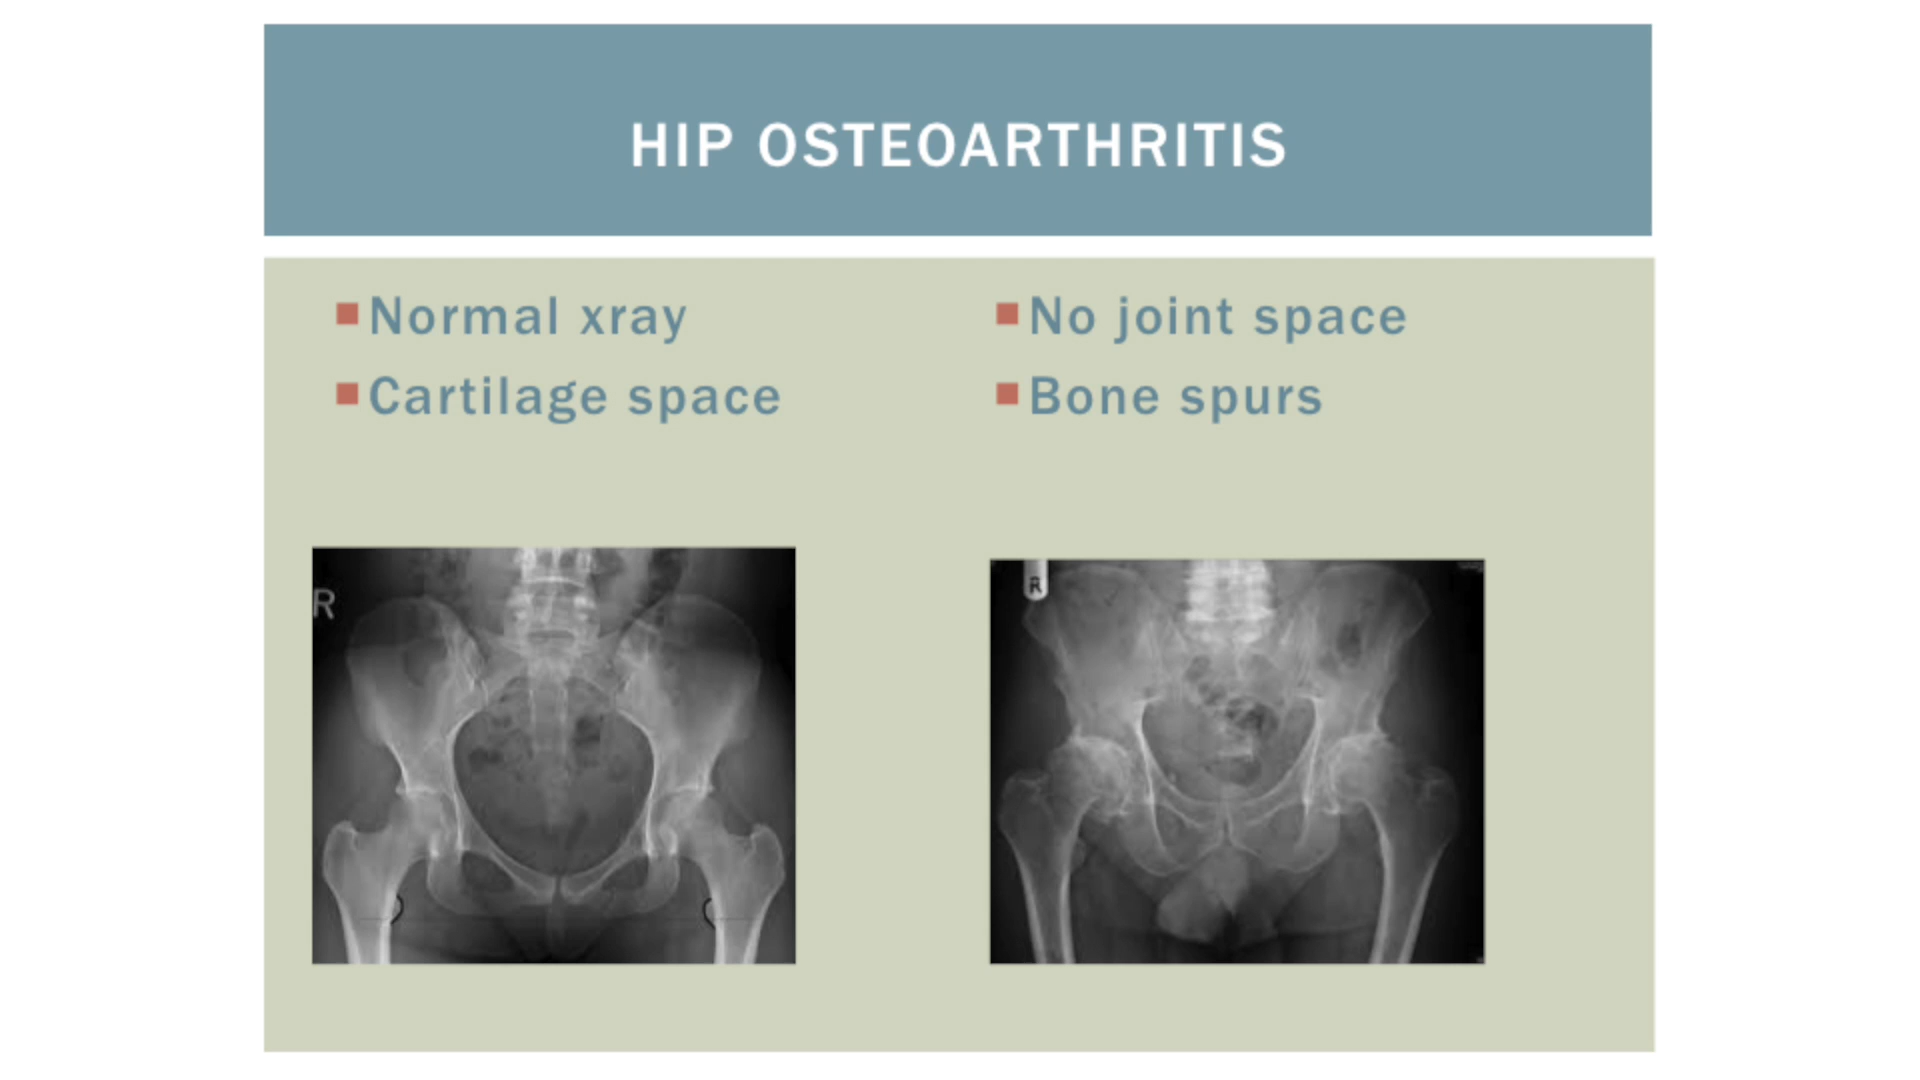 HIP OSTEOARTHRITIS
Normal xray
Cartilage space
No joint space
Bone spurs
R
R